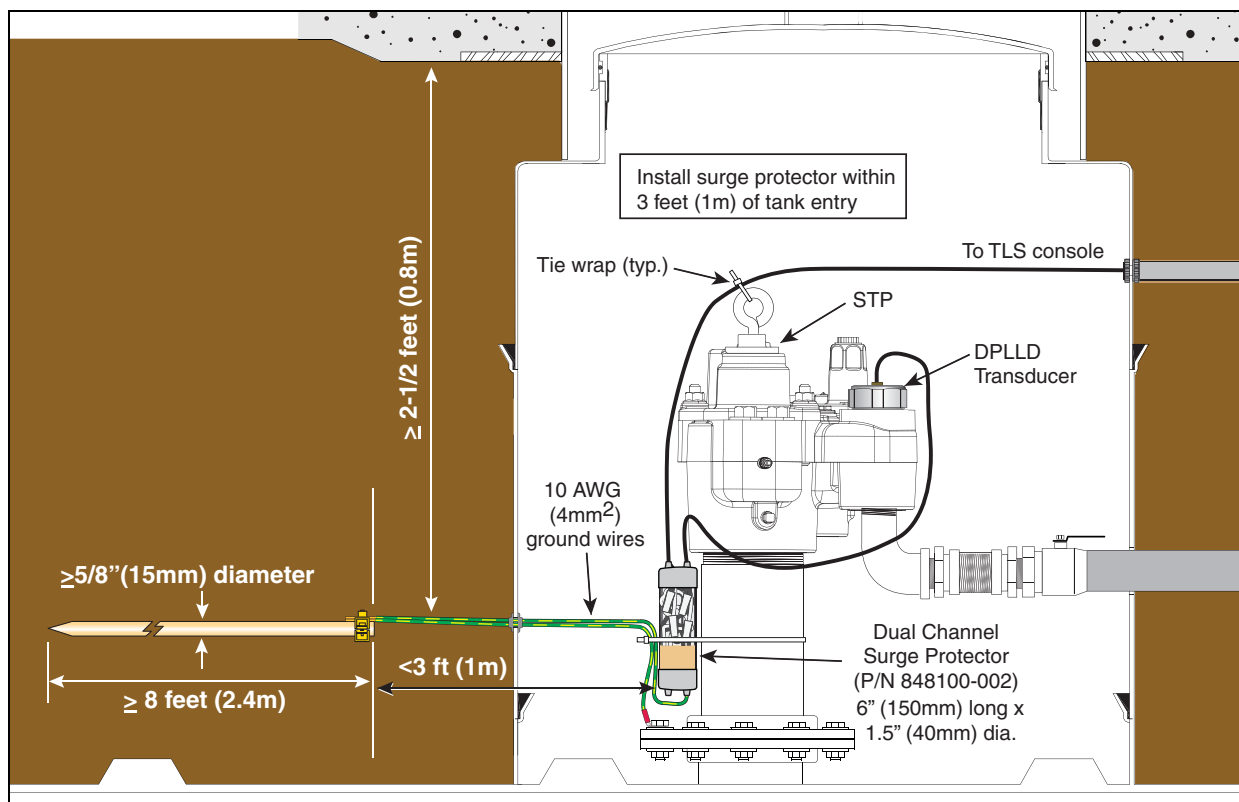 Install surge protector within
3 feet (1m) of tank entry
To TLS console
Tie wrap (typ.)
STP
DPLLD
Transducer
≥ 2-1/2 feet (0.8m)
10 AWG
(4mm²)
ground wires
≥5/8”(15mm) diameter
<3 ft (1m)
≥ 8 feet (2.4m)
Dual Channel
Surge Protector
(P/N 848100-002)
6” (150mm) long x
1.5” (40mm) dia.